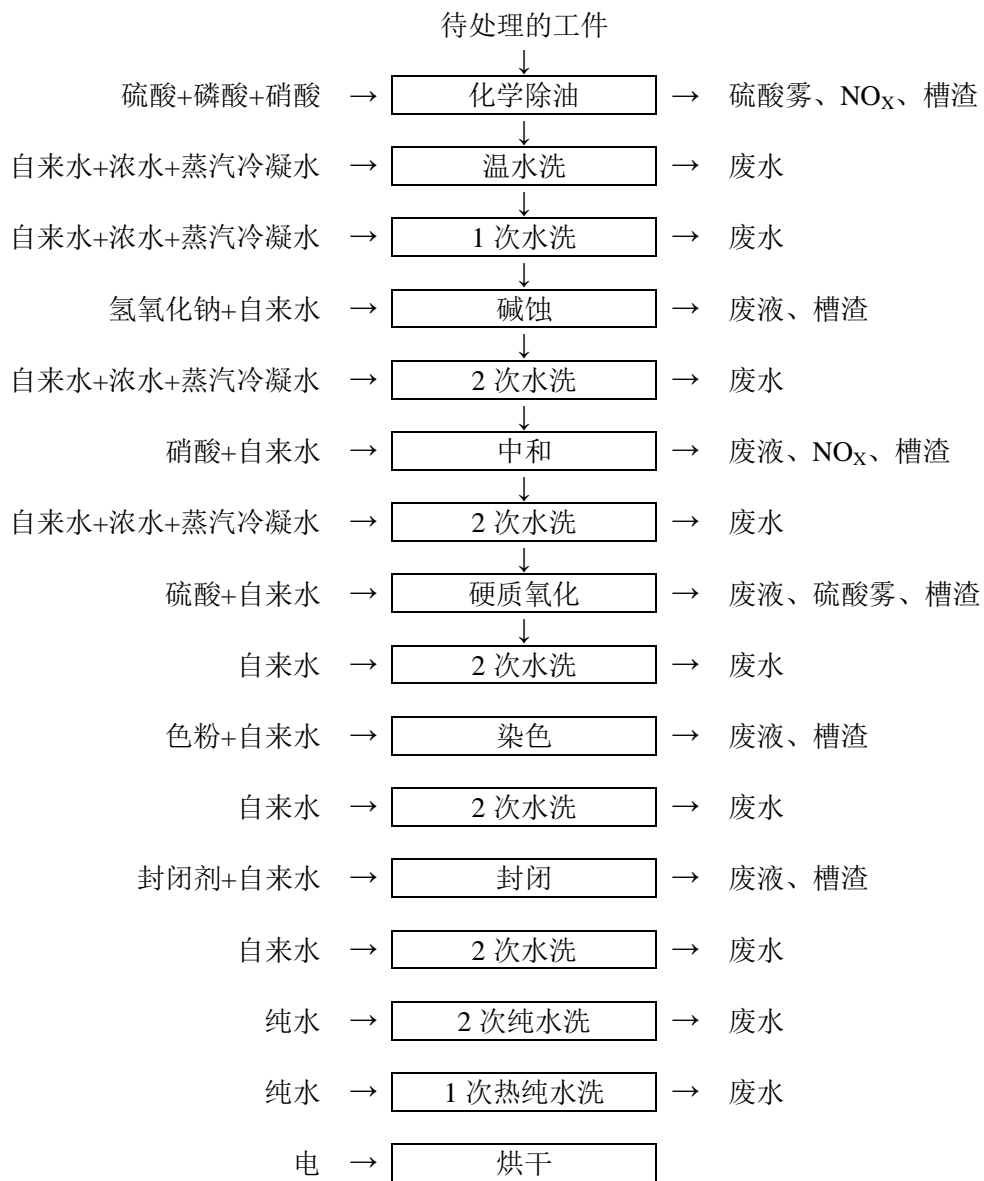 待处理的工件
↓
硫酸+磷酸+硝酸 → 化学除油 → 硫酸雾、NOX、槽渣
↓
自来水+浓水+蒸汽冷凝水 → 温水洗 → 废水
↓
自来水+浓水+蒸汽冷凝水 → 1 次水洗 → 废水
↓
氢氧化钠+自来水 → 碱蚀 → 废液、槽渣
↓
自来水+浓水+蒸汽冷凝水 → 2 次水洗 → 废水
↓
硝酸+自来水 → 中和 → 废液、NOX、槽渣
↓
自来水+浓水+蒸汽冷凝水 → 2 次水洗 → 废水
↓
硫酸+自来水 → 硬质氧化 → 废液、硫酸雾、槽渣
↓
自来水 → 2 次水洗 → 废水
色粉+自来水 → 染色 → 废液、槽渣
自来水 → 2 次水洗 → 废水
封闭剂+自来水 → 封闭 → 废液、槽渣
自来水 → 2 次水洗 → 废水
纯水 → 2 次纯水洗 → 废水
纯水 → 1 次热纯水洗 → 废水
电 → 烘干